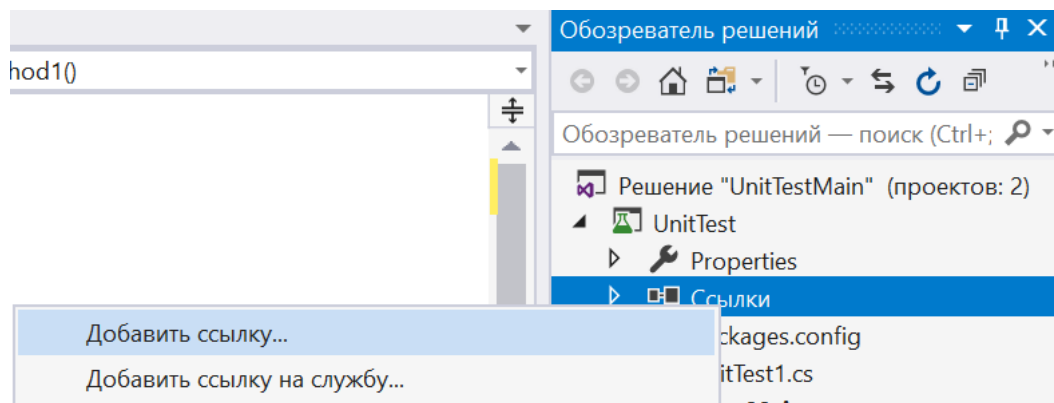 Обозреватель решений
hod1()
Обозреватель решений — поиск (Ctrl+;
Решение "UnitTestMain" (проектов: 2)
UnitTest
Properties
Ссылки
Добавить ссылку...
ckages.config
Добавить ссылку на службу...
itTest1.cs